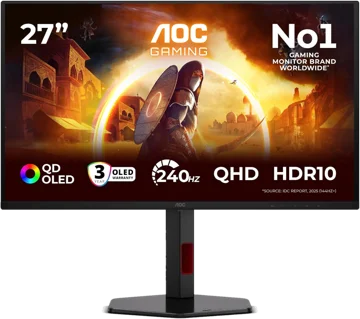 27”
AOC
GAMING
No1
GAMING
MONITOR BRAND
WORLDWIDE*
QD
OLED
3
YEAR
OLED
WARRANTY
240HZ
QHD
HDR10
*SOURCE: IDC REPORT, 2025 (144HZ+)
AOC